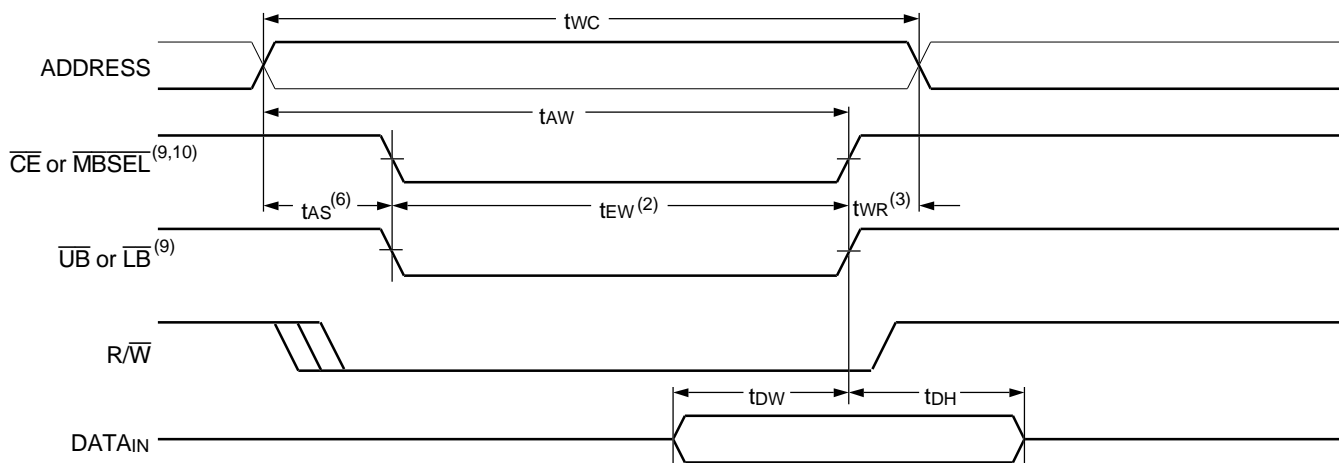 tWC
ADDRESS
tAW
CE or MBSEL(9,10)
tAS(6)
tEW(2)
tWR(3)
UB or LB(9)
R/W
tDW
tDH
DATAIN